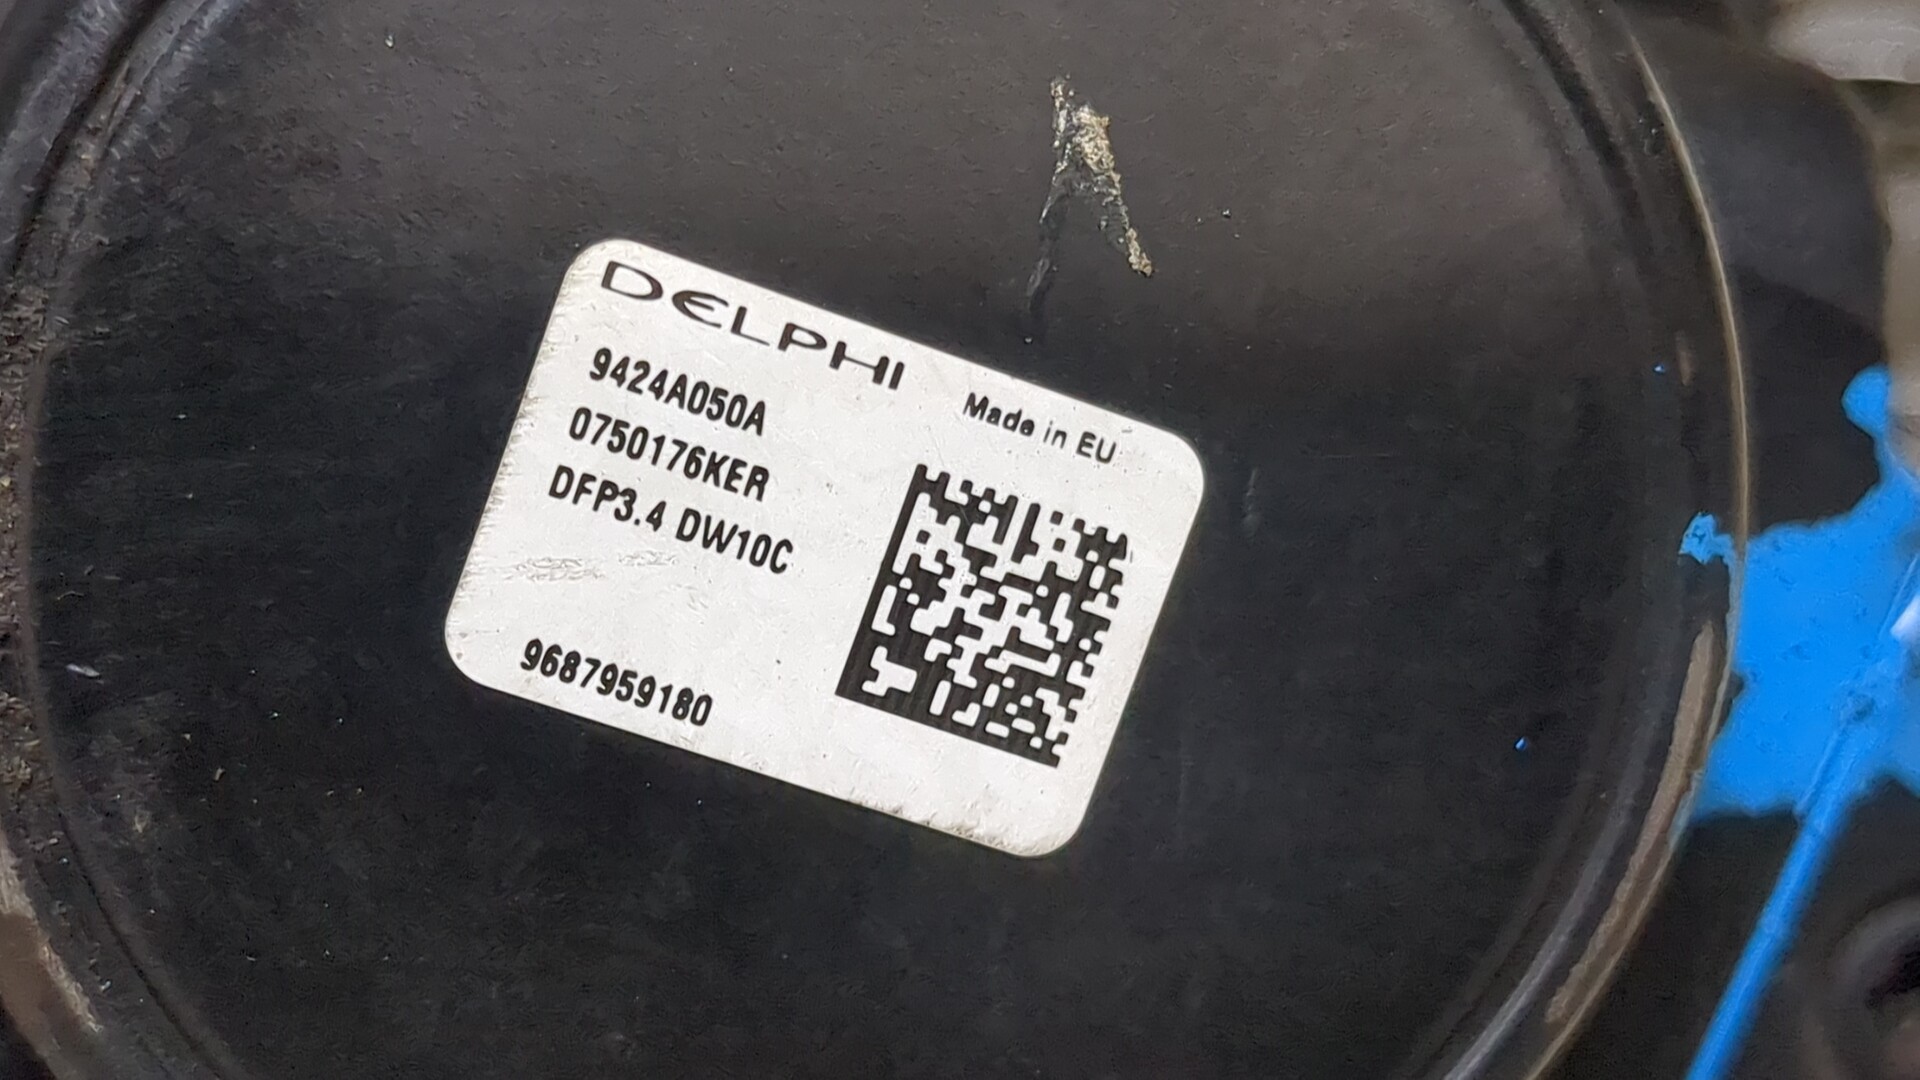 DELPHI
Made in EU
9424A050A
0750176KER
DFP3.4 DW10C
9687959180